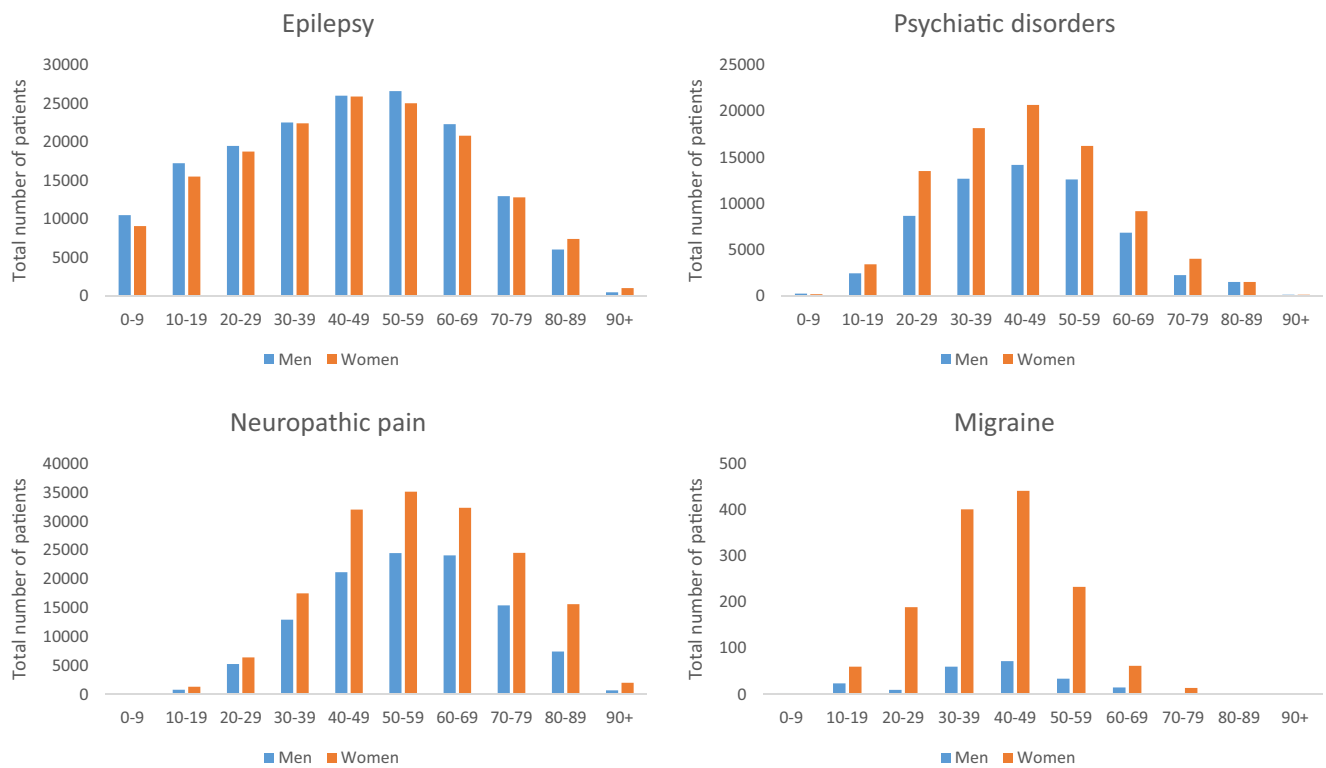 Epilepsy
Total number of patients
30000
25000
20000
15000
10000
5000
0
0-9 10-19 20-29 30-39 40-49 50-59 60-69 70-79 80-89 90+
Men Women
Psychiatic disorders
Total number of patients
25000
20000
15000
10000
5000
0
0-9 10-19 20-29 30-39 40-49 50-59 60-69 70-79 80-89 90+
Men Women
Neuropathic pain
Total number of patients
40000
35000
30000
25000
20000
15000
10000
5000
0
0-9 10-19 20-29 30-39 40-49 50-59 60-69 70-79 80-89 90+
Men Women
Migraine
Total number of patients
500
400
300
200
100
0
0-9 10-19 20-29 30-39 40-49 50-59 60-69 70-79 80-89 90+
Men Women